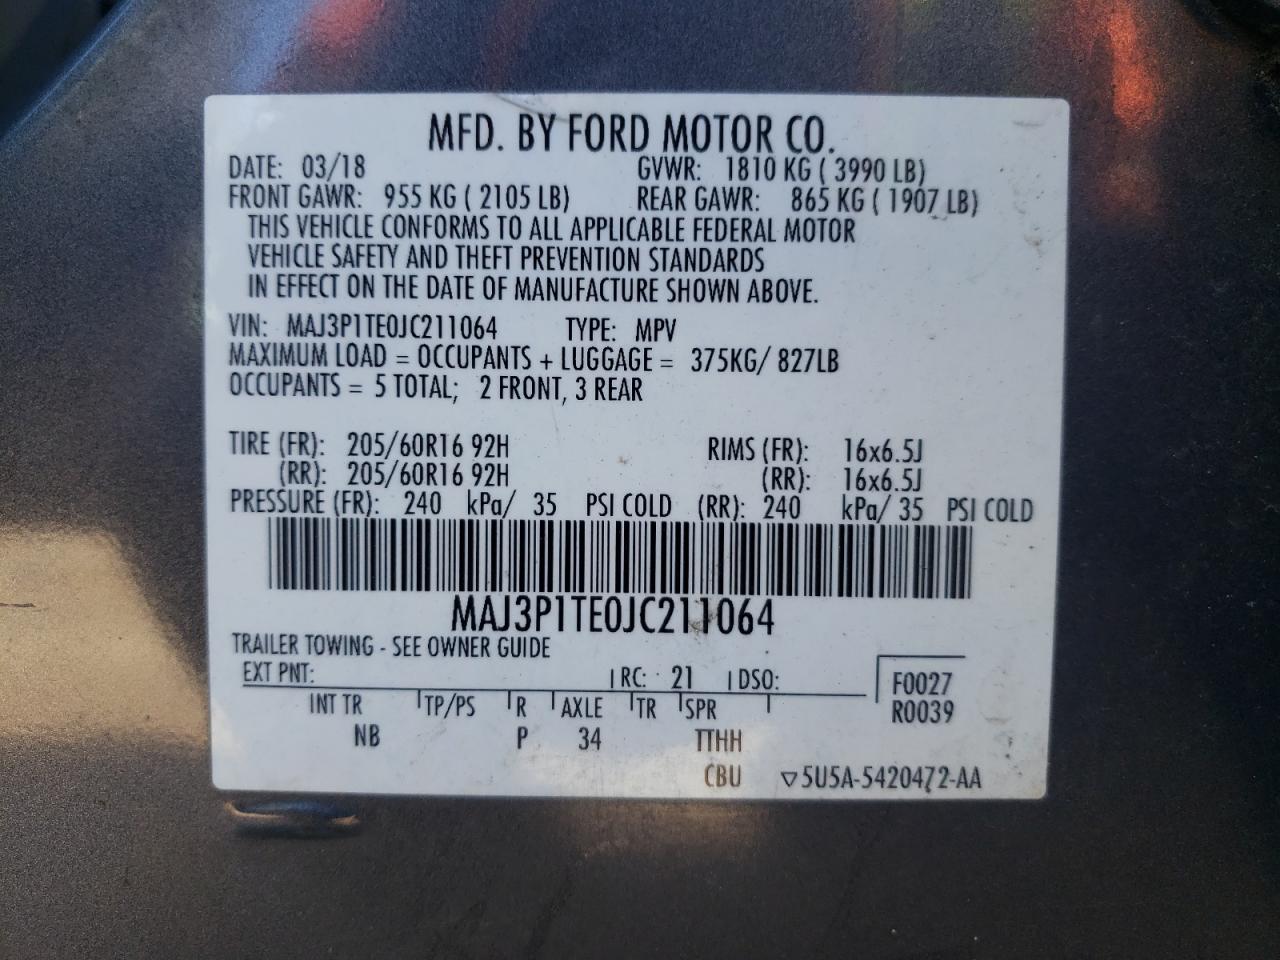 MFD. BY FORD MOTOR CO.
DATE: 03/18 GVWR: 1810 KG ( 3990 LB)
FRONT GAWR: 955 KG ( 2105 LB) REAR GAWR: 865 KG ( 1907 LB)
THIS VEHICLE CONFORMS TO ALL APPLICABLE FEDERAL MOTOR
VEHICLE SAFETY AND THEFT PREVENTION STANDARDS
IN EFFECT ON THE DATE OF MANUFACTURE SHOWN ABOVE.
VIN: MAJ3P1TE0JC211064 TYPE: MPV
MAXIMUM LOAD = OCCUPANTS + LUGGAGE = 375KG/ 827LB
OCCUPANTS = 5 TOTAL; 2 FRONT, 3 REAR
TIRE (FR): 205/60R16 92H RIMS (FR): 16x6.5J
(RR): 205/60R16 92H (RR): 16x6.5J
PRESSURE (FR): 240 kPa/ 35 PSI COLD (RR): 240 kPa/ 35 PSI COLD
MAJ3P1TE0JC211064
TRAILER TOWING - SEE OWNER GUIDE
EXT PNT: RC: 21 DSO: F0027
INT TR TP/PS R AXLE TR SPR R0039
NB P 34 TTHH
CBU ▽5U5A-5420472-AA